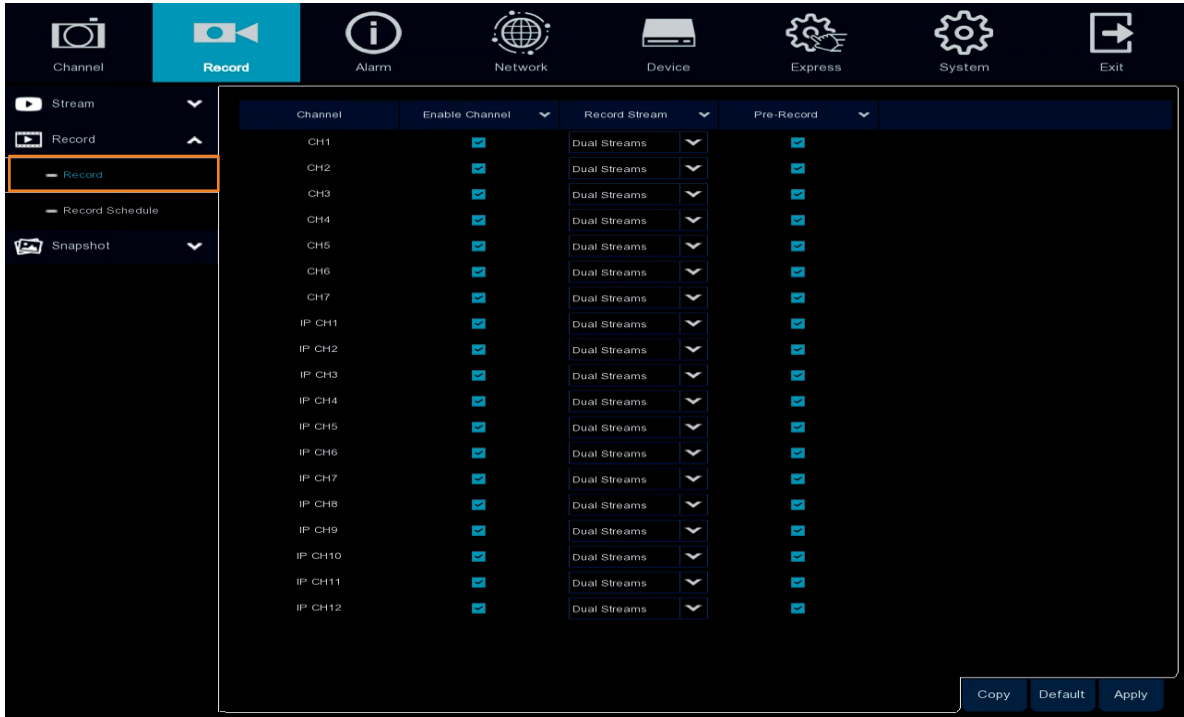 Channel Record Alarm Network Device Express System Exit
Stream
Record
Record
Record Schedule
Snapshot
Channel Enable Channel Record Stream Pre-Record
CH1 Dual Streams
CH2 Dual Streams
CH3 Dual Streams
CH4 Dual Streams
CH5 Dual Streams
CH6 Dual Streams
CH7 Dual Streams
IP CH1 Dual Streams
IP CH2 Dual Streams
IP CH3 Dual Streams
IP CH4 Dual Streams
IP CH5 Dual Streams
IP CH6 Dual Streams
IP CH7 Dual Streams
IP CH8 Dual Streams
IP CH9 Dual Streams
IP CH10 Dual Streams
IP CH11 Dual Streams
IP CH12 Dual Streams
Copy Default Apply